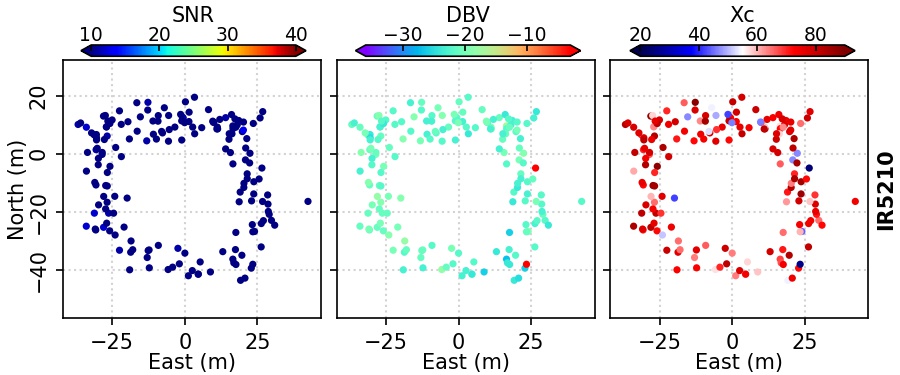 SNR DBV Xc
10 20 30 40 −30 −20 −10 20 40 60 80
20
0
−20
−40
North (m)
−25 0 25 −25 0 25 −25 0 25
East (m) East (m) East (m)
IR5210